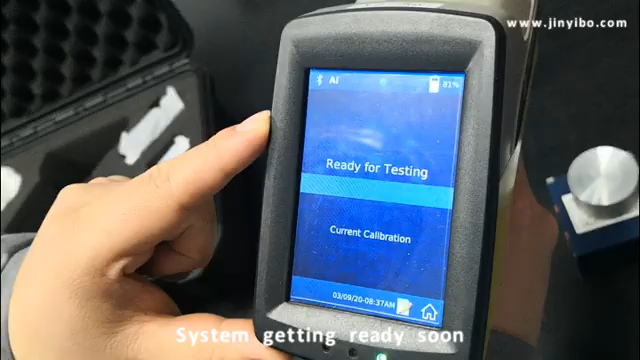 www.jinyibo.com
Al 81%
Ready for Testing
Current Calibration
03/09/20-08:37AM
System getting ready soon